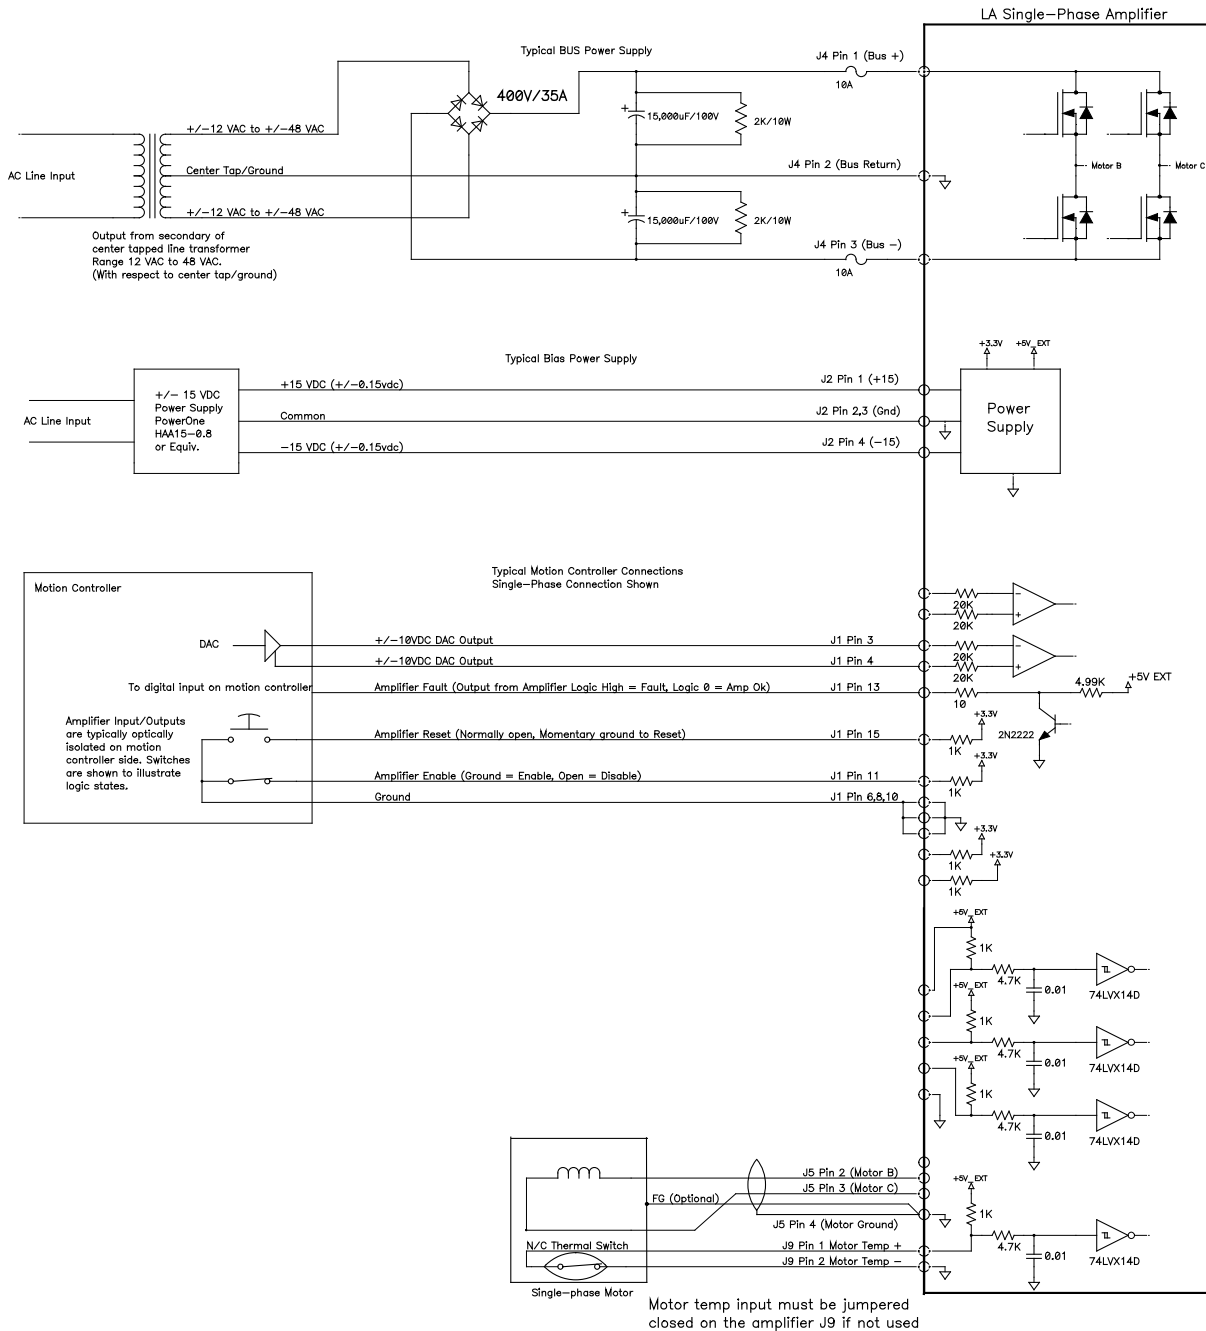 LA Single-Phase Amplifier
Typical BUS Power Supply
J4 Pin 1 (Bus +)
10A
400V/35A
+
15,000uF/100V
2K/10W
+/-12 VAC to +/-48 VAC
AC Line Input
Center Tap/Ground
J4 Pin 2 (Bus Return)
Motor B
Motor C
+/-12 VAC to +/-48 VAC
+
15,000uF/100V
2K/10W
Output from secondary of
center tapped line transformer
Range 12 VAC to 48 VAC.
(With respect to center tap/ground)
J4 Pin 3 (Bus -)
10A
Typical Bias Power Supply
+3.3V
+5V_EXT
+15 VDC (+/-0.15vdc)
J2 Pin 1 (+15)
AC Line Input
+/- 15 VDC
Power Supply
PowerOne
HAA15-0.8
or Equiv.
Common
J2 Pin 2,3 (Gnd)
Power
Supply
-15 VDC (+/-0.15vdc)
J2 Pin 4 (-15)
Typical Motion Controller Connections
Single-Phase Connection Shown
Motion Controller
20K
-
+
20K
DAC
+/-10VDC DAC Output
J1 Pin 3
20K
-
+/-10VDC DAC Output
J1 Pin 4
+
20K
To digital input on motion controller
Amplifier Fault (Output from Amplifier Logic High = Fault, Logic 0 = Amp Ok)
J1 Pin 13
10
4.99K
+5V EXT
2N2222
Amplifier Input/Outputs
are typically optically
isolated on motion
controller side. Switches
are shown to illustrate
logic states.
Amplifier Reset (Normally open, Momentary ground to Reset)
J1 Pin 15
+3.3V
1K
Amplifier Enable (Ground = Enable, Open = Disable)
J1 Pin 11
+3.3V
1K
Ground
J1 Pin 6,8,10
+3.3V
1K
+3.3V
1K
+5V_EXT
1K
4.7K
0.01
74LVX14D
+5V_EXT
1K
4.7K
0.01
74LVX14D
+5V_EXT
1K
4.7K
0.01
74LVX14D
J5 Pin 2 (Motor B)
J5 Pin 3 (Motor C)
FG (Optional)
J5 Pin 4 (Motor Ground)
+5V_EXT
1K
4.7K
0.01
74LVX14D
N/C Thermal Switch
J9 Pin 1 Motor Temp +
J9 Pin 2 Motor Temp -
Single-phase Motor
Motor temp input must be jumpered
closed on the amplifier J9 if not used